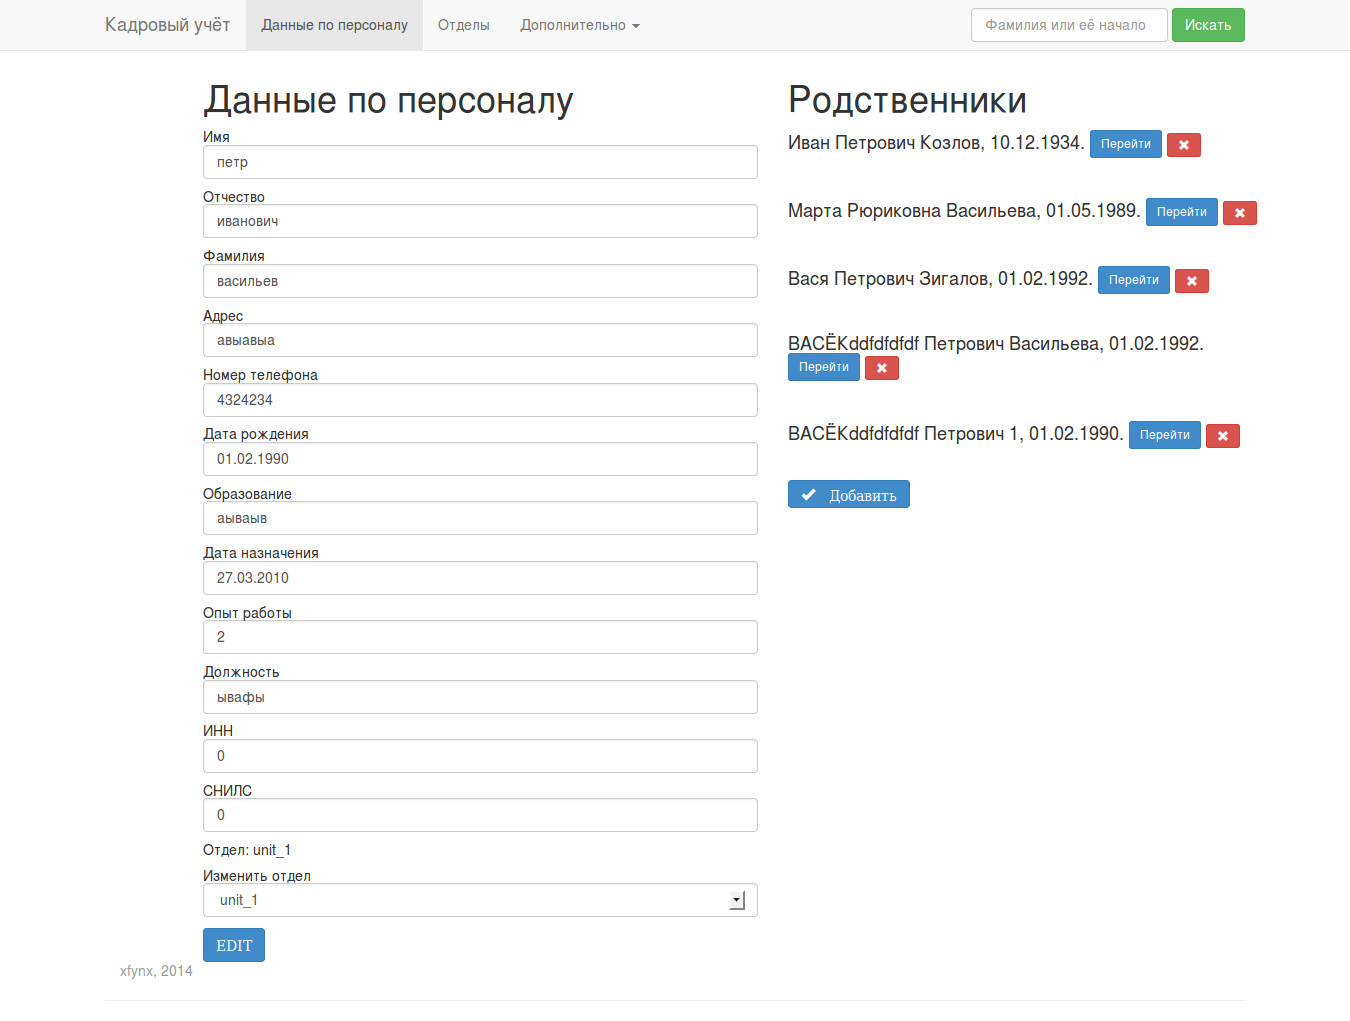 Кадровый учёт Данные по персоналу Отделы Дополнительно Фамилия или её начало Искать
Данные по персоналу
Имя
петр
Отчество
иванович
Фамилия
васильев
Адрес
авыавыа
Номер телефона
4324234
Дата рождения
01.02.1990
Образование
аываыв
Дата назначения
27.03.2010
Опыт работы
2
Должность
ывафы
ИНН
0
СНИЛС
0
Отдел: unit_1
Изменить отдел
unit_1
EDIT
Родственники
Иван Петрович Козлов, 10.12.1934. Перейти
Марта Рюриковна Васильева, 01.05.1989. Перейти
Вася Петрович Зигалов, 01.02.1992. Перейти
ВАСЁКddfdfdfdf Петрович Васильева, 01.02.1992.
Перейти
ВАСЁКddfdfdfdf Петрович 1, 01.02.1990. Перейти
Добавить
xfynx, 2014